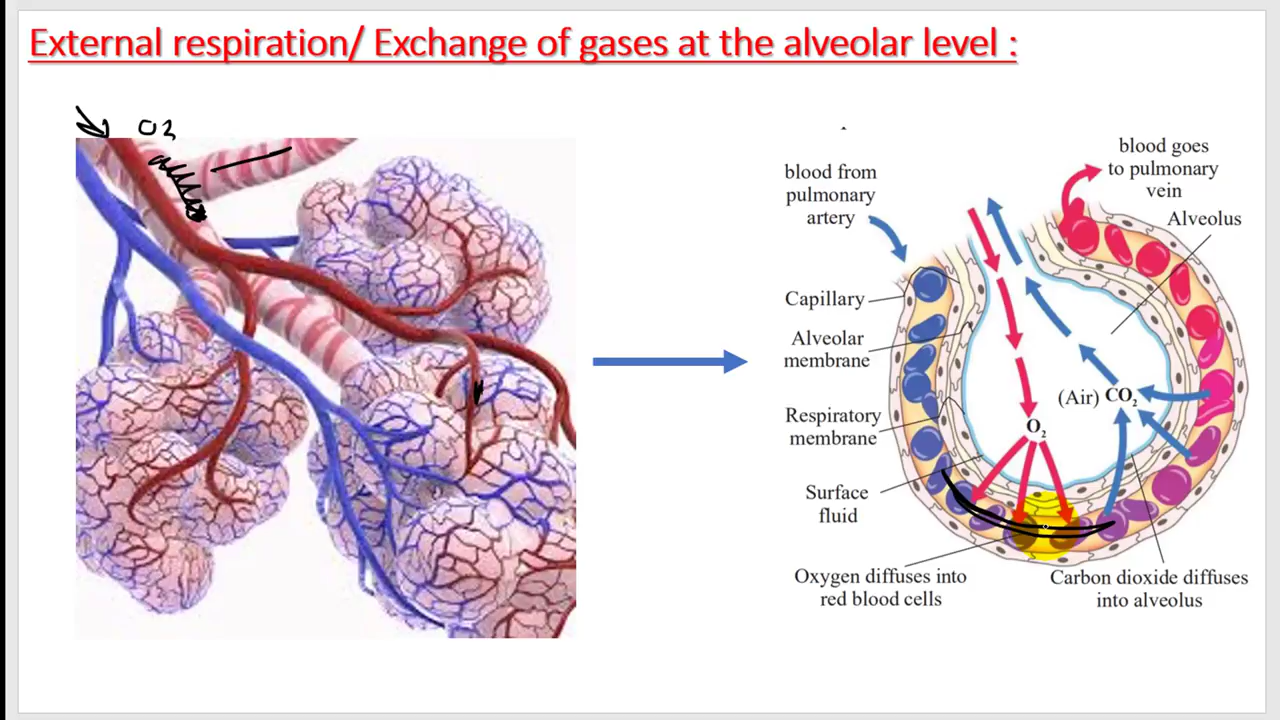 External respiration/ Exchange of gases at the alveolar level :
O2
blood from
pulmonary
artery
blood goes
to pulmonary
vein
Alveolus
Capillary
Alveolar
membrane
(Air) CO₂
Respiratory
membrane
O₂
Surface
fluid
Oxygen diffuses into
red blood cells
Carbon dioxide diffuses
into alveolus